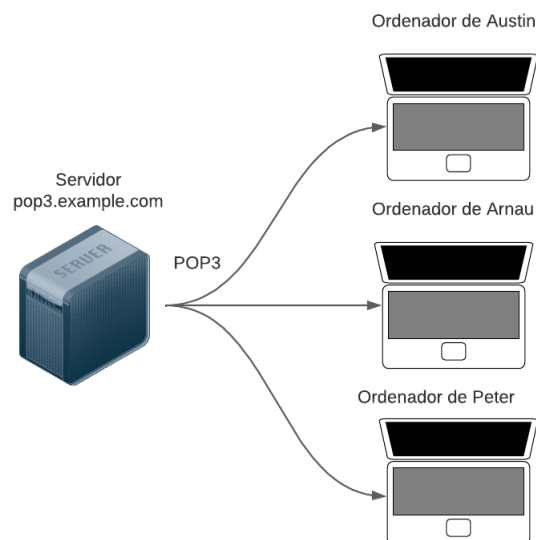 Ordenador de Austin
Servidor
pop3.example.com
SERVER
POP3
Ordenador de Arnau
Ordenador de Peter